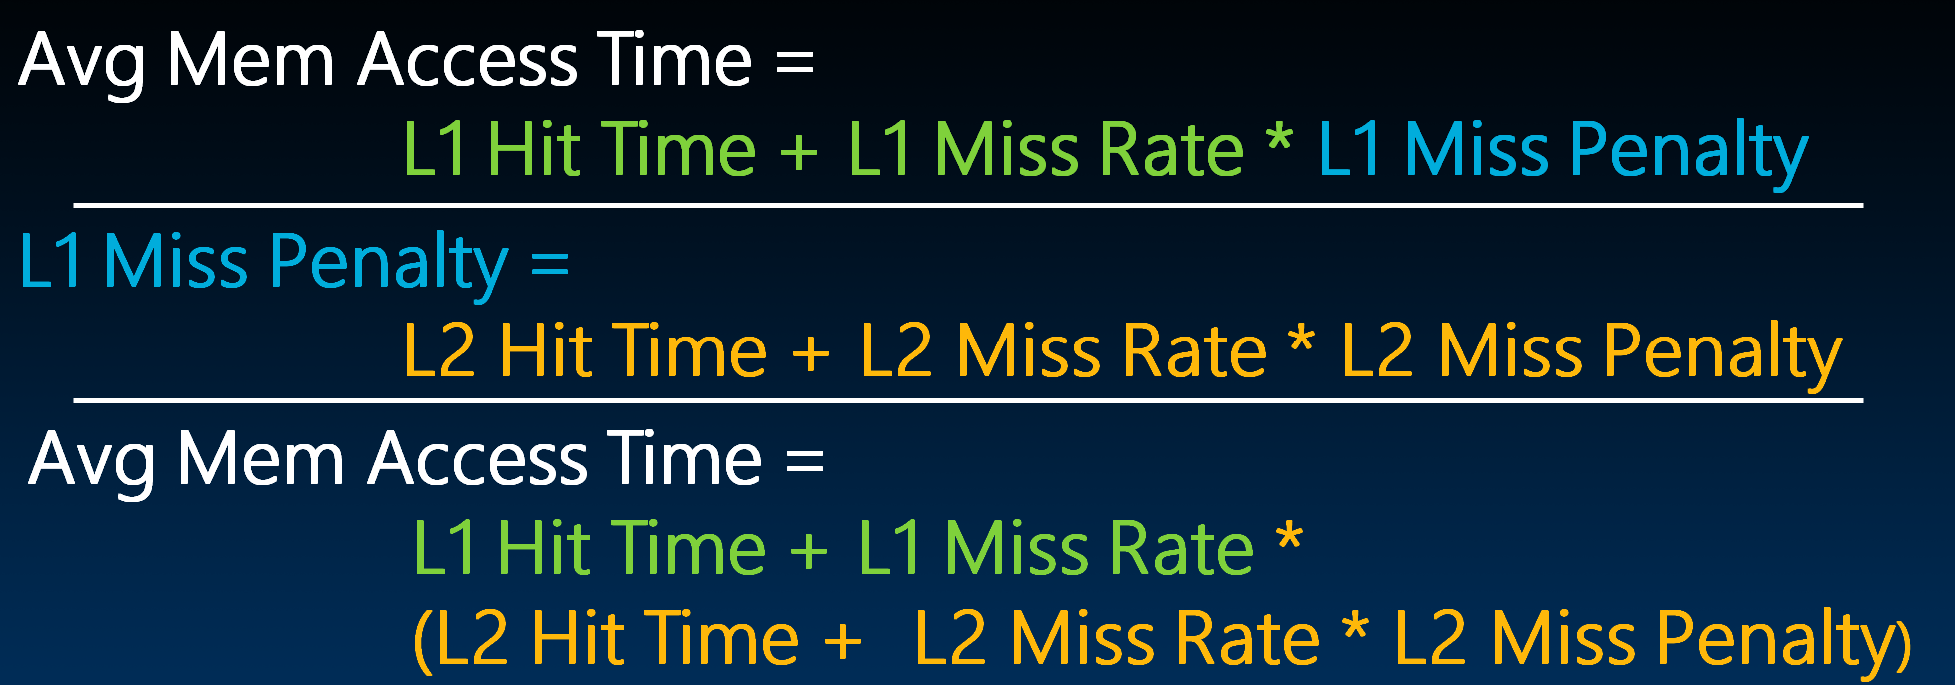 Avg Mem Access Time =
L1 Hit Time + L1 Miss Rate * L1 Miss Penalty
L1 Miss Penalty =
L2 Hit Time + L2 Miss Rate * L2 Miss Penalty
Avg Mem Access Time =
L1 Hit Time + L1 Miss Rate *
(L2 Hit Time + L2 Miss Rate * L2 Miss Penalty)